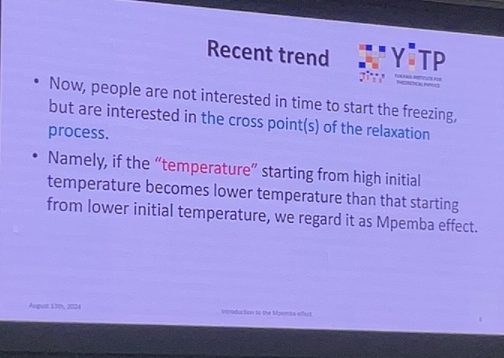 Recent trend
YITP
YUKAWA INSTITUTE FOR
THEORETICAL PHYSICS
• Now, people are not interested in time to start the freezing,
but are interested in the cross point(s) of the relaxation
process.
• Namely, if the “temperature” starting from high initial
temperature becomes lower temperature than that starting
from lower initial temperature, we regard it as Mpemba effect.
August 13th, 2024
Introduction to the Mpemba effect